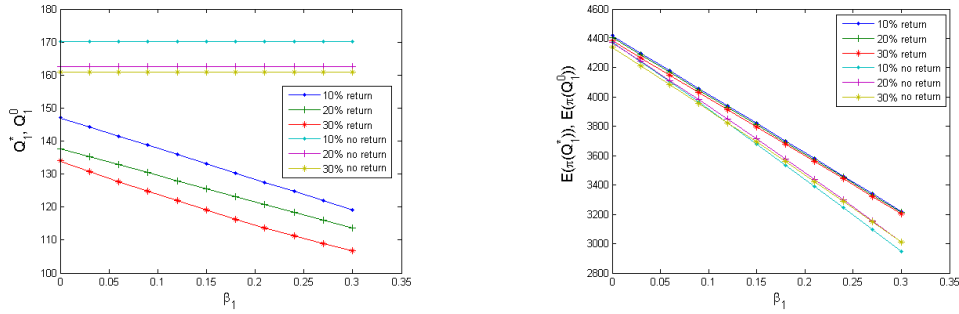 180
170
160
150
140
130
120
110
100
Q₁*, Q₁⁰
0
0.05
0.1
0.15
0.2
0.25
0.3
0.35
β₁
10% return
20% return
30% return
10% no return
20% no return
30% no return
4600
4400
4200
4000
3800
3600
3400
3200
3000
2800
E(π(Q₁*)), E(π(Q₁⁰))
0
0.05
0.1
0.15
0.2
0.25
0.3
0.35
β₁
10% return
20% return
30% return
10% no return
20% no return
30% no return